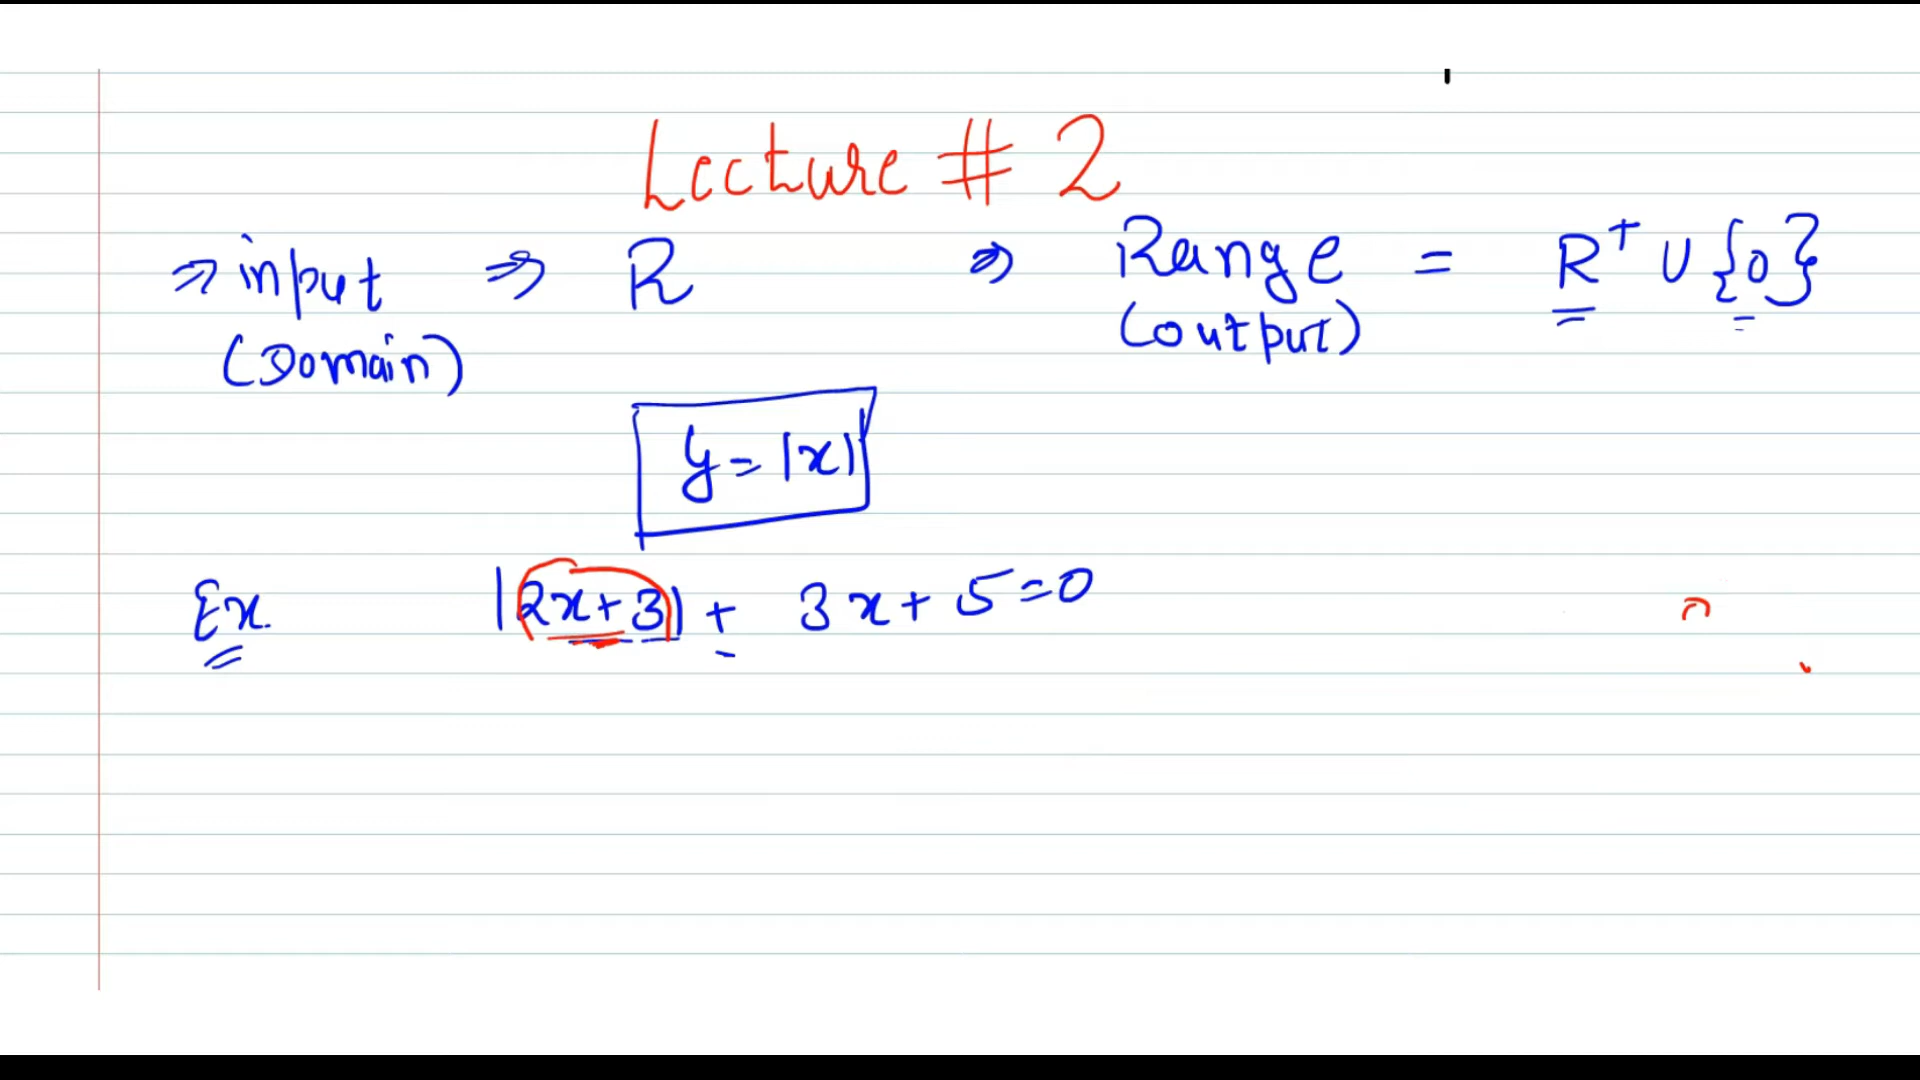 Lecture # 2
⇒ input ⇒ R ⇒ Range = R⁺ ∪ {0}
(Domain) (output)
y = |x|
Ex. |2x+3| + 3x + 5 = 0